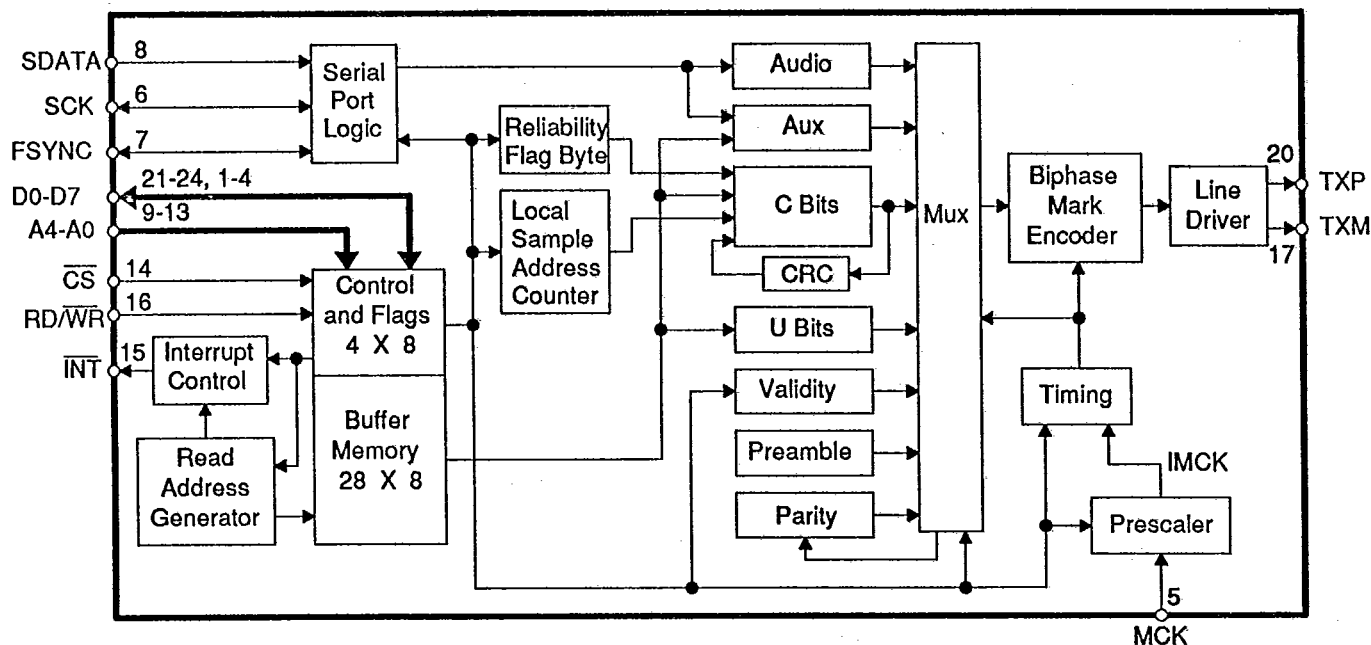 SDATA
8
SCK
6
FSYNC
7
D0-D7
21-24, 1-4
9-13
A4-A0
CS
14
RD/WR
16
INT
15
Serial
Port
Logic
Reliability
Flag Byte
Local
Sample
Address
Counter
Control
and Flags
4 X 8
Interrupt
Control
Read
Address
Generator
Buffer
Memory
28 X 8
Audio
Aux
C Bits
CRC
U Bits
Validity
Preamble
Parity
Mux
Biphase
Mark
Encoder
Line
Driver
20
TXP
TXM
17
Timing
IMCK
Prescaler
5
MCK